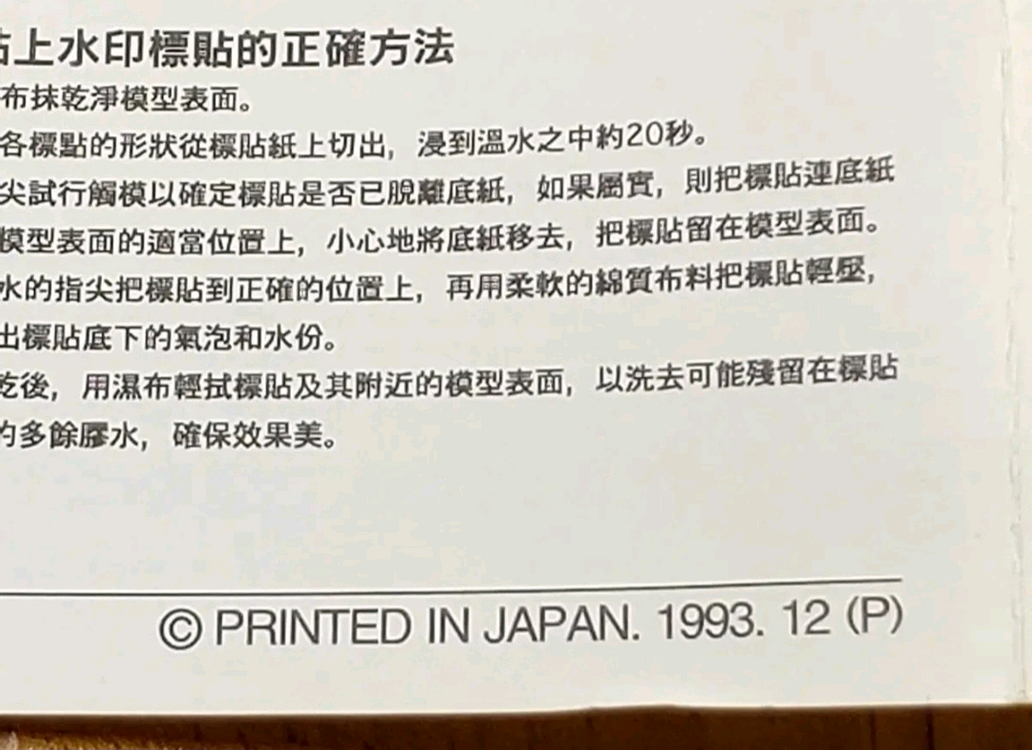 上水印標貼的正確方法
布抹乾淨模型表面。
各標點的形狀從標貼紙上切出，浸到溫水之中約20秒。
尖試行觸模以確定標貼是否已脫離底紙，如果屬實，則把標貼連底紙
模型表面的適當位置上，小心地將底紙移去，把標貼留在模型表面。
水的指尖把標貼到正確的位置上，再用柔軟的綿質布料把標貼輕壓，
出標貼底下的氣泡和水份。
乾後，用濕布輕拭標貼及其附近的模型表面，以洗去可能殘留在標貼
的多餘膠水，確保效果美。
© PRINTED IN JAPAN. 1993. 12 (P)